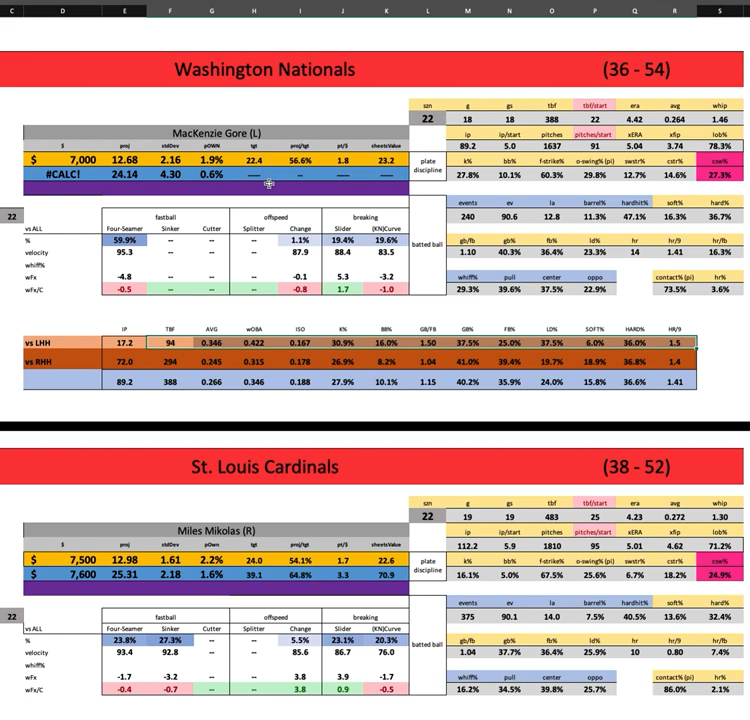 C D E F G H I J K L M N O P Q R S
Washington Nationals (36 - 54)
szn g gs tbf tbf/start era avg whip
22 18 18 388 22 4.42 0.264 1.46
MacKenzie Gore (L)
ip ip/start pitches pitches/start xERA xfip lob%
89.2 5.0 1637 91 5.04 3.74 78.3%
$ proj stdDev pOWN tgt proj/tgt pt/$ sheetsValue
$ 7,000 12.68 2.16 1.9% 22.4 56.6% 1.8 23.2
plate discipline
k% bb% f-strike% o-swing% (pi) swstr% cstr% csw%
#CALC! 24.14 4.30 0.6% –– -- –– ––
27.8% 10.1% 60.3% 29.8% 12.7% 14.6% 27.3%
events ev la barrel% hardhit% soft% hard%
240 90.6 12.8 11.3% 47.1% 16.3% 36.7%
22 fastball offspeed breaking
vs ALL Four-Seamer Sinker Cutter Splitter Change Slider (KN)Curve
% 59.9% -- -- -- 1.1% 19.4% 19.6%
batted ball
gb/fb gb% fb% ld% hr hr/9 hr/fb
velocity 95.3 -- -- -- 87.9 88.4 83.5
1.10 40.3% 36.4% 23.3% 14 1.41 16.3%
whiff%
wFx -4.8 -0.1 5.3 -3.2
whiff% pull center oppo contact% (pi) hr%
wFx/C -0.5 -- -- -- -0.8 1.7 -1.0
29.3% 39.6% 37.5% 22.9% 73.5% 3.6%
IP TBF AVG wOBA ISO K% BB% GB/FB GB% FB% LD% SOFT% HARD% HR/9
vs LHH 17.2 94 0.346 0.422 0.167 30.9% 16.0% 1.50 37.5% 25.0% 37.5% 6.0% 36.0% 1.5
vs RHH 72.0 294 0.245 0.315 0.178 26.9% 8.2% 1.04 41.0% 39.4% 19.7% 18.9% 36.8% 1.4
89.2 388 0.266 0.346 0.188 27.9% 10.1% 1.15 40.2% 35.9% 24.0% 15.8% 36.6% 1.41
St. Louis Cardinals (38 - 52)
szn g gs tbf tbf/start era avg whip
22 19 19 483 25 4.23 0.272 1.30
Miles Mikolas (R)
ip ip/start pitches pitches/start xERA xfip lob%
112.2 5.9 1810 95 5.01 4.62 71.2%
$ proj stdDev pOWN tgt proj/tgt pt/$ sheetsValue
$ 7,500 12.98 1.61 2.2% 24.0 54.1% 1.7 22.6
plate discipline
k% bb% f-strike% o-swing% (pi) swstr% cstr% csw%
$ 7,600 25.31 2.18 1.6% 39.1 64.8% 3.3 70.9
16.1% 5.0% 67.5% 25.6% 6.7% 18.2% 24.9%
events ev la barrel% hardhit% soft% hard%
375 90.1 14.0 7.5% 40.5% 13.6% 32.4%
22 fastball offspeed breaking
vs ALL Four-Seamer Sinker Cutter Splitter Change Slider (KN)Curve
% 23.8% 27.3% -- -- 5.5% 23.1% 20.3%
batted ball
gb/fb gb% fb% ld% hr hr/9 hr/fb
velocity 93.4 92.8 -- -- 85.6 86.7 76.0
1.04 37.7% 36.4% 25.9% 10 0.80 7.4%
whiff%
wFx -1.7 -3.2 3.8 3.9 -1.7
whiff% pull center oppo contact% (pi) hr%
wFx/C -0.4 -0.7 -- -- 3.8 0.9 -0.5
16.2% 34.5% 39.8% 25.7% 86.0% 2.1%